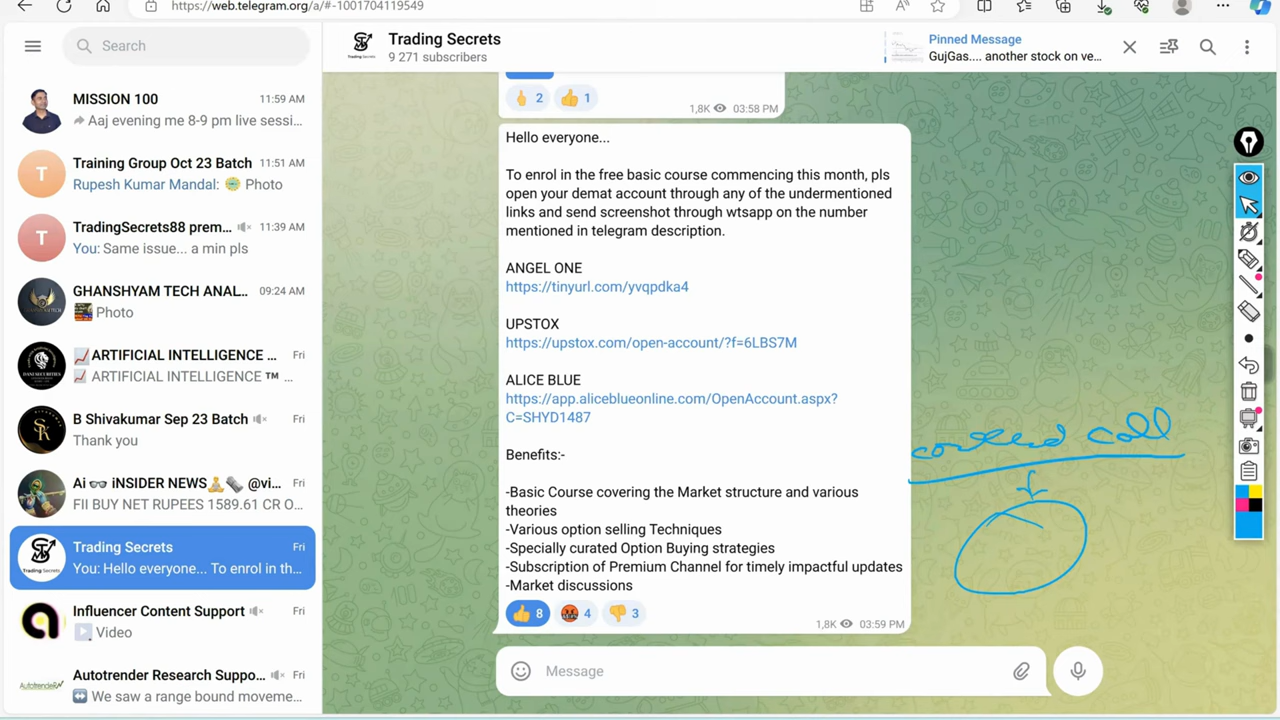 https://web.telegram.org/a/#-1001704119549
Search
MISSION 100
11:59 AM
Aaj evening me 8-9 pm live sessi...
Training Group Oct 23 Batch
11:51 AM
Rupesh Kumar Mandal: Photo
TradingSecrets88 prem...
11:39 AM
You: Same issue... a min pls
GHANSHYAM TECH ANAL...
09:24 AM
Photo
📈ARTIFICIAL INTELLIGENCE ...
Fri
📈 ARTIFICIAL INTELLIGENCE ™ ...
B Shivakumar Sep 23 Batch
Fri
Thank you
Ai 👓 iNSIDER NEWS🙏🗞️ @vi...
Fri
FII BUY NET RUPEES 1589.61 CR O...
Trading Secrets
Fri
You: Hello everyone... To enrol in th...
Influencer Content Support
Fri
Video
Autotrender Research Suppo...
Fri
↔️ We saw a range bound moveme...
Trading Secrets
9 271 subscribers
Pinned Message
GujGas.... another stock on ve...
2
👍 1
1,8K 03:58 PM
Hello everyone...
To enrol in the free basic course commencing this month, pls
open your demat account through any of the undermentioned
links and send screenshot through wtsapp on the number
mentioned in telegram description.
ANGEL ONE
https://tinyurl.com/yvqpdka4
UPSTOX
https://upstox.com/open-account/?f=6LBS7M
ALICE BLUE
https://app.aliceblueonline.com/OpenAccount.aspx?
C=SHYD1487
Benefits:-
-Basic Course covering the Market structure and various
theories
-Various option selling Techniques
-Specially curated Option Buying strategies
-Subscription of Premium Channel for timely impactful updates
-Market discussions
👍 8 🤬 4 👎 3
1,8K 03:59 PM
covered call
Message